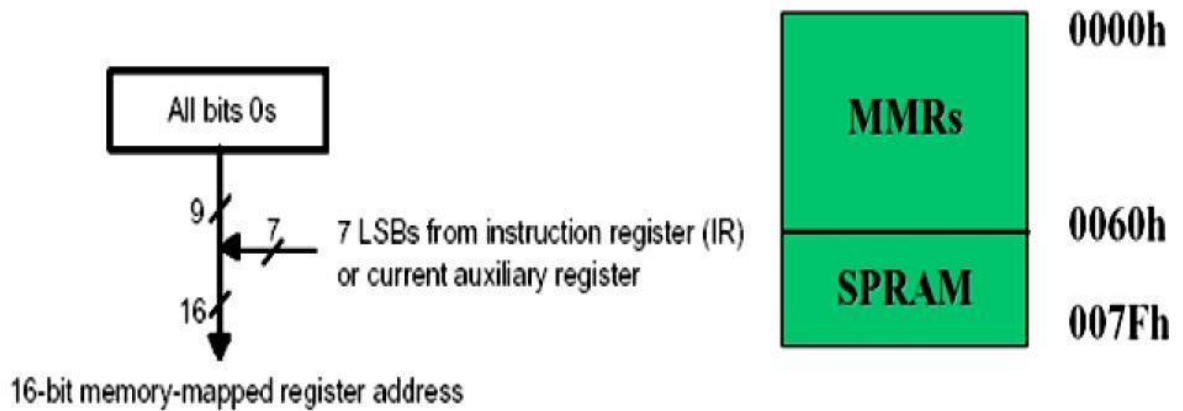 All bits 0s
9
7
7 LSBs from instruction register (IR)
or current auxiliary register
16
16-bit memory-mapped register address
0000h
MMRs
0060h
SPRAM
007Fh